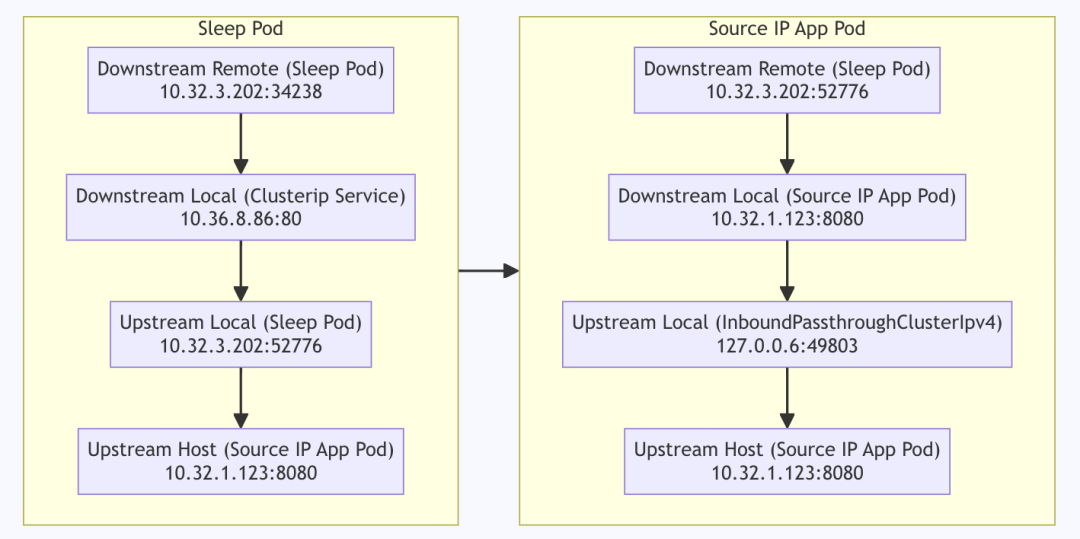 Sleep Pod
Downstream Remote (Sleep Pod)
10.32.3.202:34238
Downstream Local (Clusterip Service)
10.36.8.86:80
Upstream Local (Sleep Pod)
10.32.3.202:52776
Upstream Host (Source IP App Pod)
10.32.1.123:8080
Source IP App Pod
Downstream Remote (Sleep Pod)
10.32.3.202:52776
Downstream Local (Source IP App Pod)
10.32.1.123:8080
Upstream Local (InboundPassthroughClusterIpv4)
127.0.0.6:49803
Upstream Host (Source IP App Pod)
10.32.1.123:8080